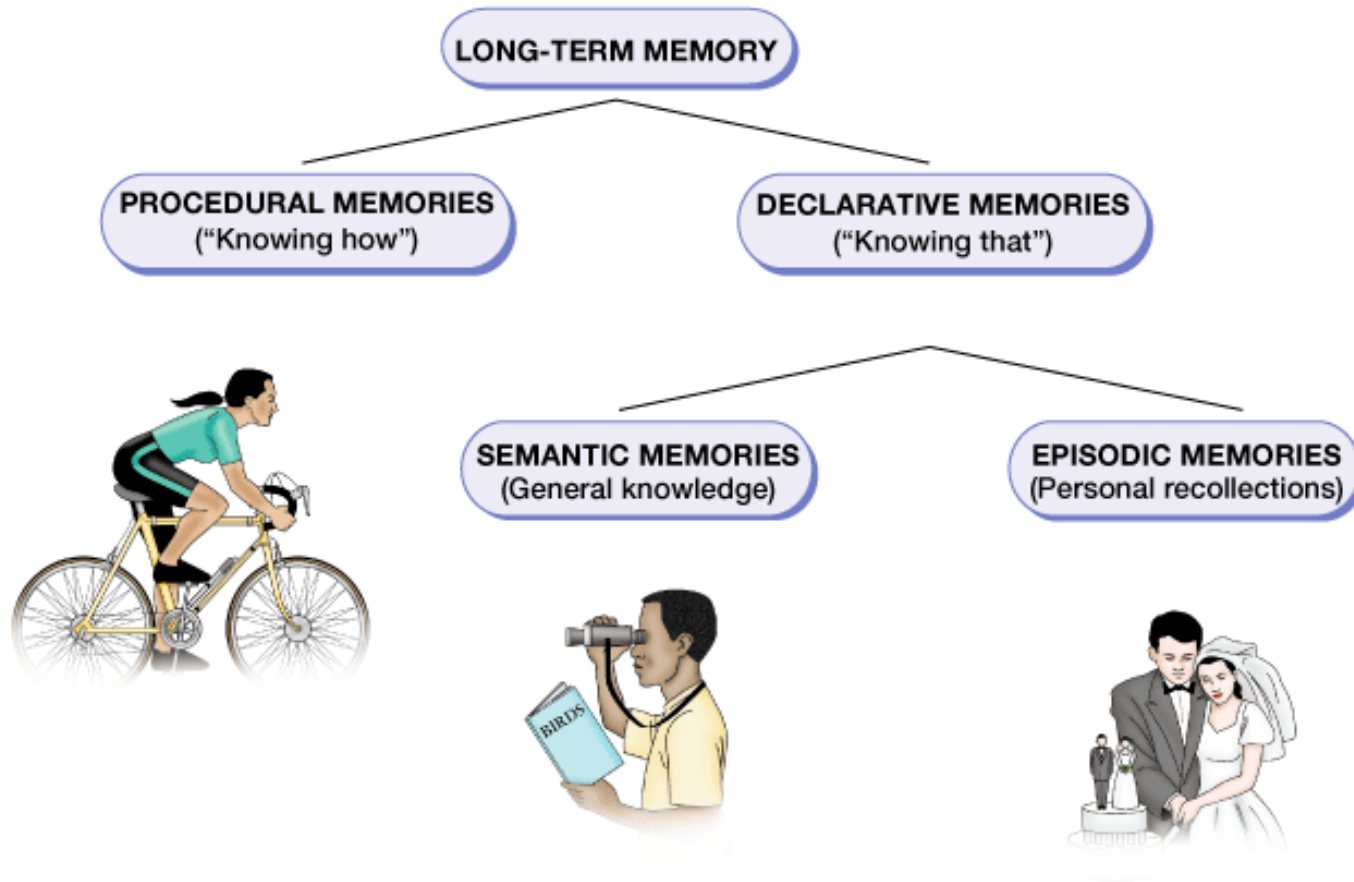 LONG-TERM MEMORY
PROCEDURAL MEMORIES
(“Knowing how”)
DECLARATIVE MEMORIES
(“Knowing that”)
SEMANTIC MEMORIES
(General knowledge)
EPISODIC MEMORIES
(Personal recollections)
BIRDS